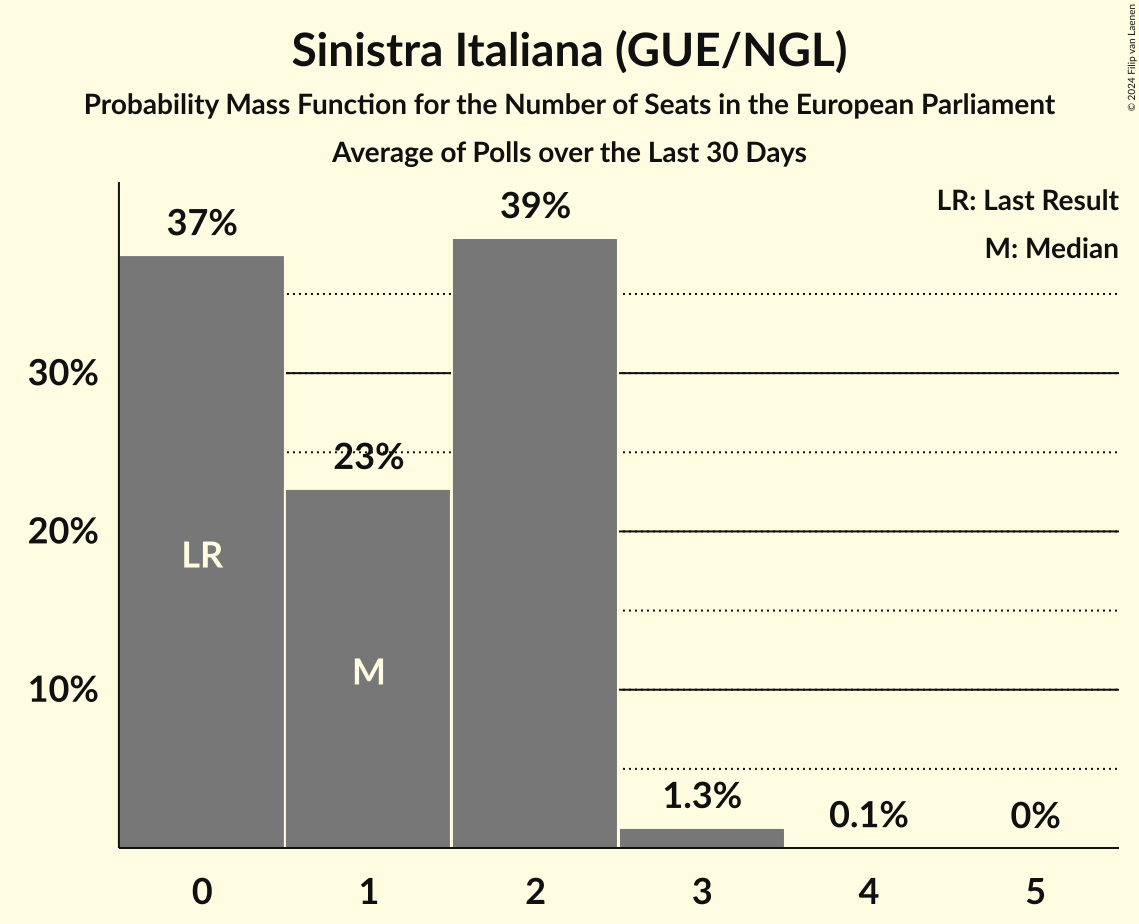 Sinistra Italiana (GUE/NGL)
Probability Mass Function for the Number of Seats in the European Parliament
Average of Polls over the Last 30 Days
© 2024 Filip van Laenen
LR: Last Result
M: Median
37%
39%
23%
1.3%
0.1%
0%
30%
20%
10%
LR
M
0
1
2
3
4
5